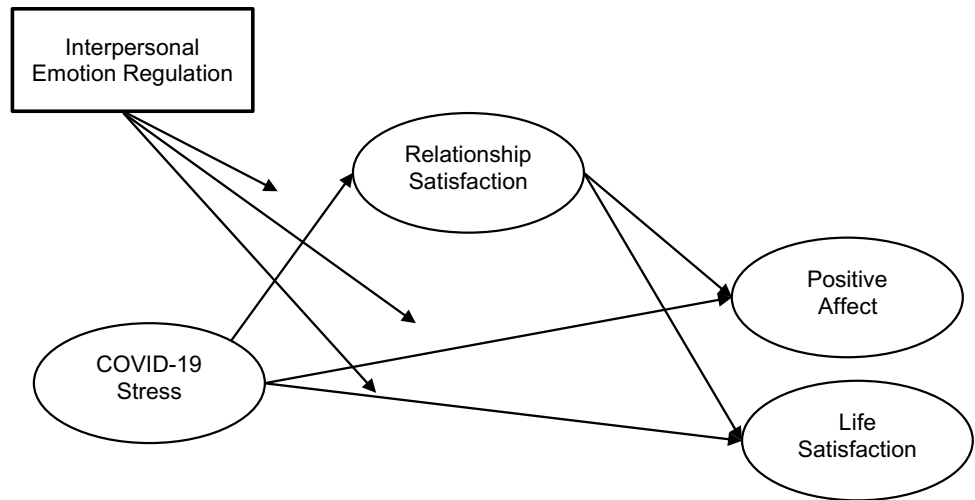 Interpersonal
Emotion Regulation
Relationship
Satisfaction
Positive
Affect
COVID-19
Stress
Life
Satisfaction